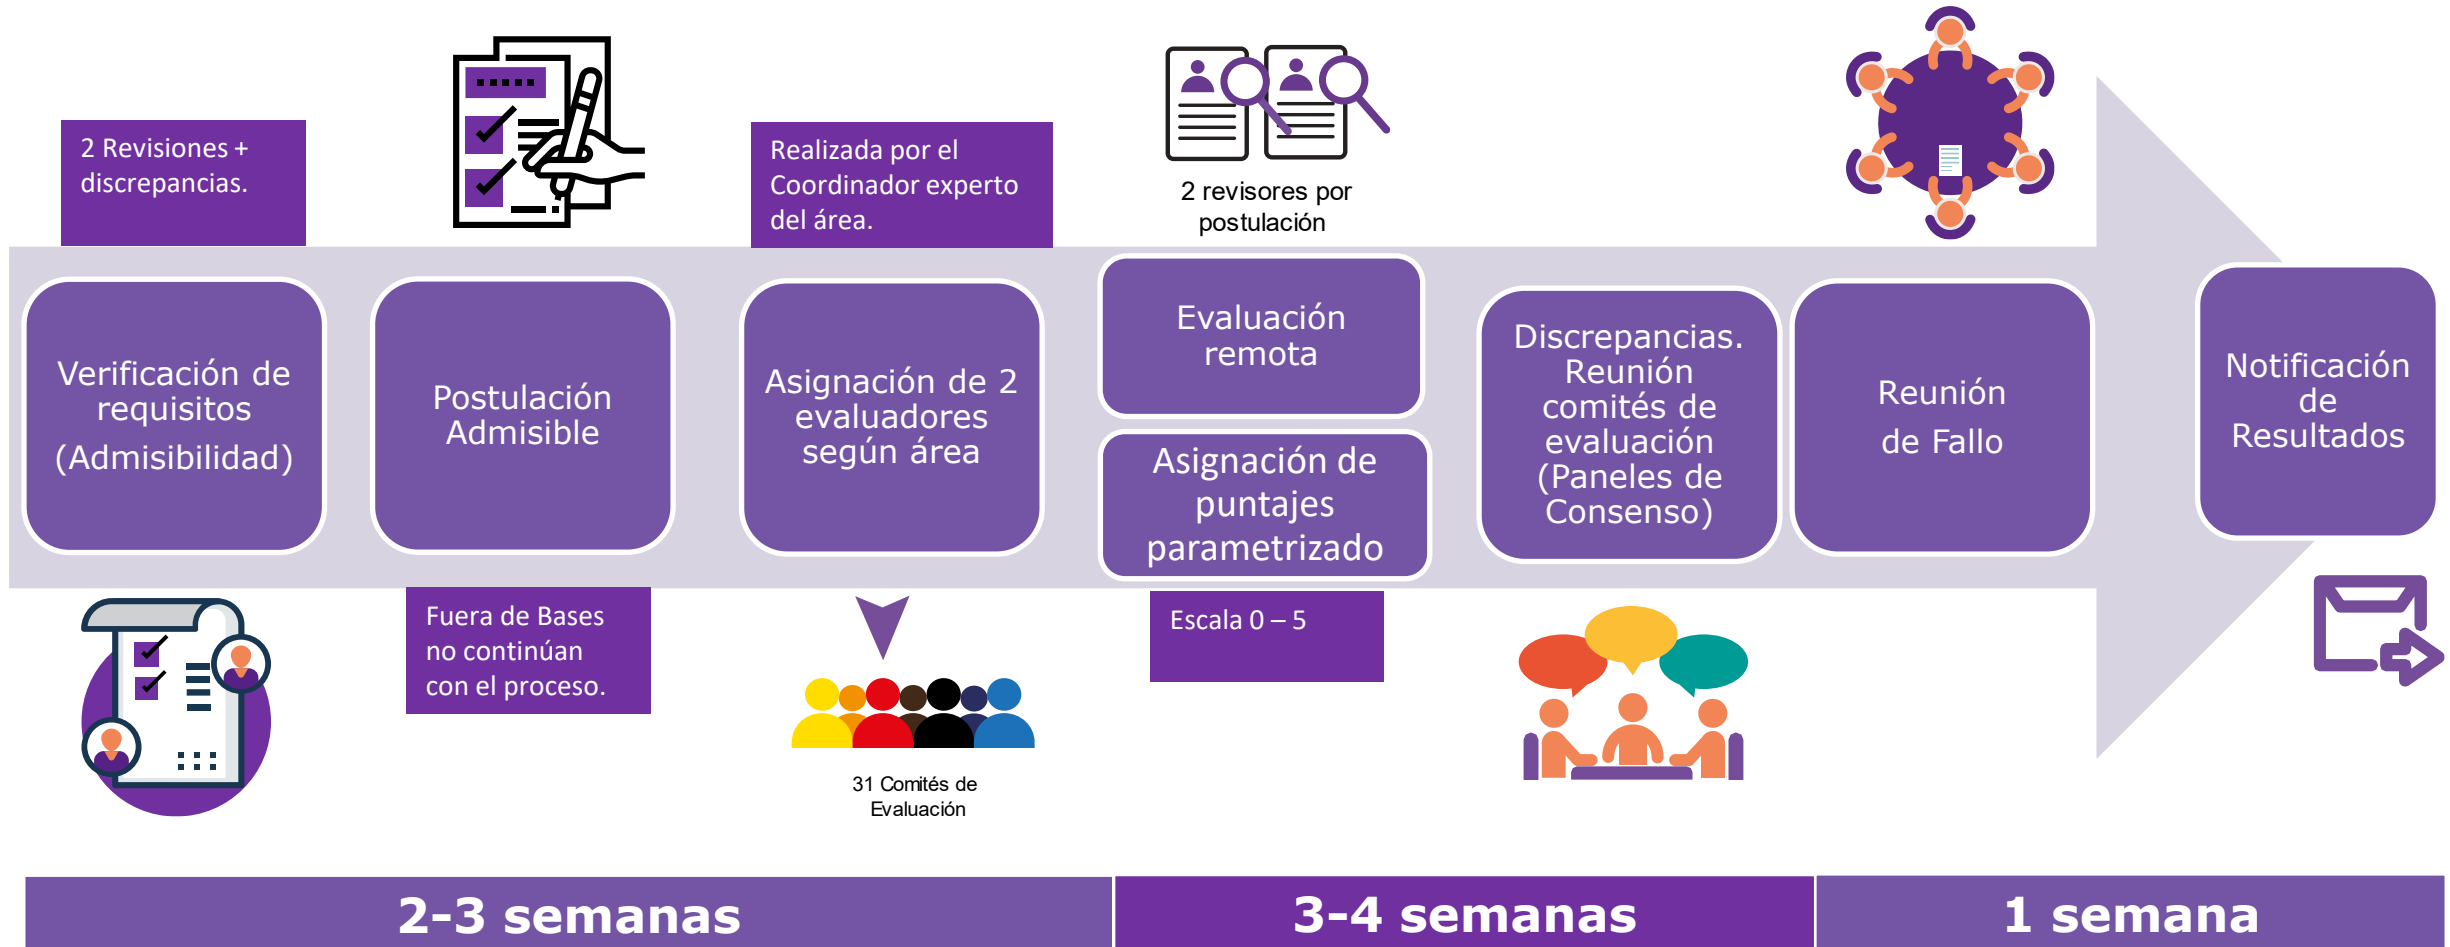 2 Revisiones +
discrepancias.
Realizada por el
Coordinador experto
del área.
2 revisores por
postulación
Verificación de
requisitos
(Admisibilidad)
Postulación
Admisible
Asignación de 2
evaluadores
según área
Evaluación
remota
Asignación de
puntajes
parametrizado
Discrepancias.
Reunión
comités de
evaluación
(Paneles de
Consenso)
Reunión
de Fallo
Notificación
de
Resultados
Fuera de Bases
no continúan
con el proceso.
31 Comités de
Evaluación
Escala 0 – 5
2-3 semanas
3-4 semanas
1 semana